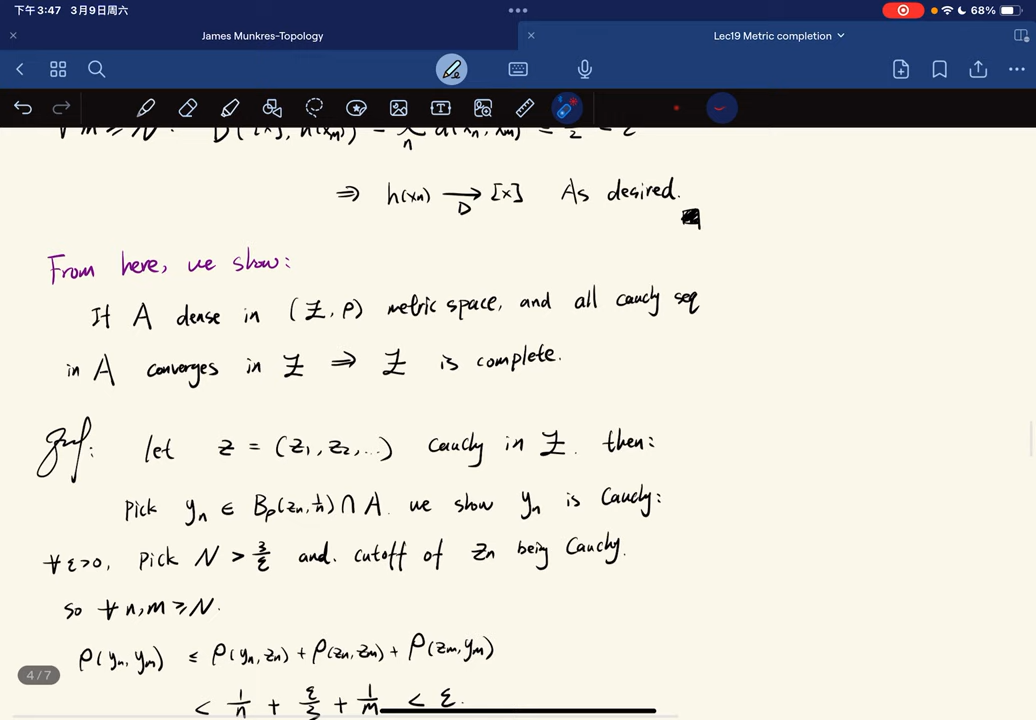 下午3:47 3月9日周六
68%
James Munkres-Topology
Lec19 Metric completion
⇒ h(xn) →D [x] As desired.
From here, we show:
If A dense in (Z, ρ) metric space, and all cauchy seq
in A converges in Z ⇒ Z is complete.
let z = (z1, z2, ...) cauchy in Z. then:
Pick yn ∈ Bρ(zn, 1/n) ∩ A. we show yn is Cauchy:
∀ε>0, Pick N > 3/ε and. cutoff of zn being Cauchy.
so ∀ n,m ≥ N.
ρ(yn, ym) ≤ ρ(yn, zn) + ρ(zn, zm) + ρ(zm, ym)
< 1/n + ε/3 + 1/m < ε.
4 / 7